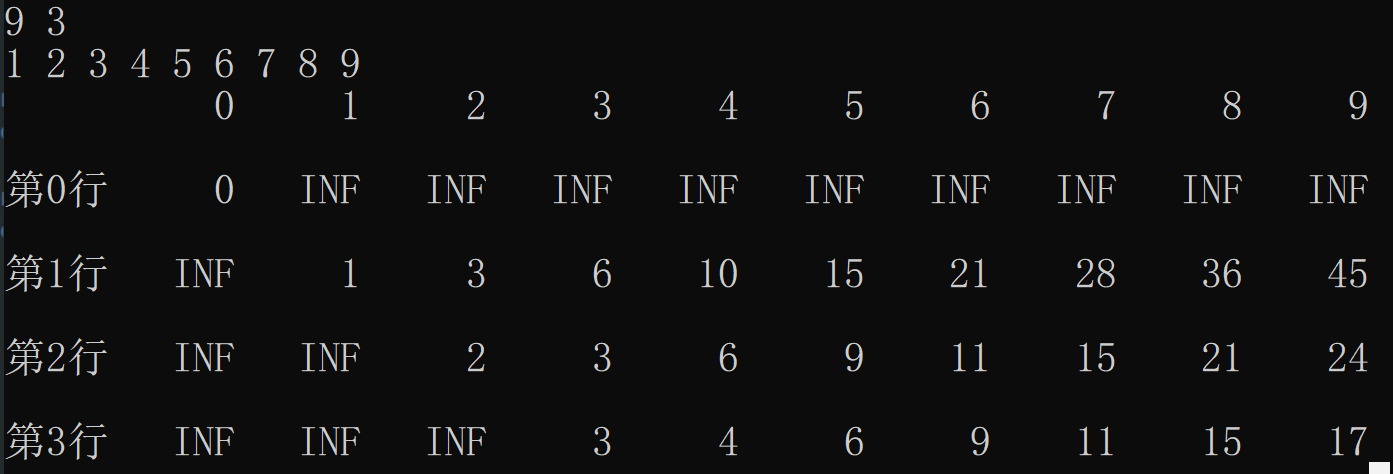 9 3
1 2 3 4 5 6 7 8 9
0 1 2 3 4 5 6 7 8 9
第0行 0 INF INF INF INF INF INF INF INF INF
第1行 INF 1 3 6 10 15 21 28 36 45
第2行 INF INF 2 3 6 9 11 15 21 24
第3行 INF INF INF 3 4 6 9 11 15 17